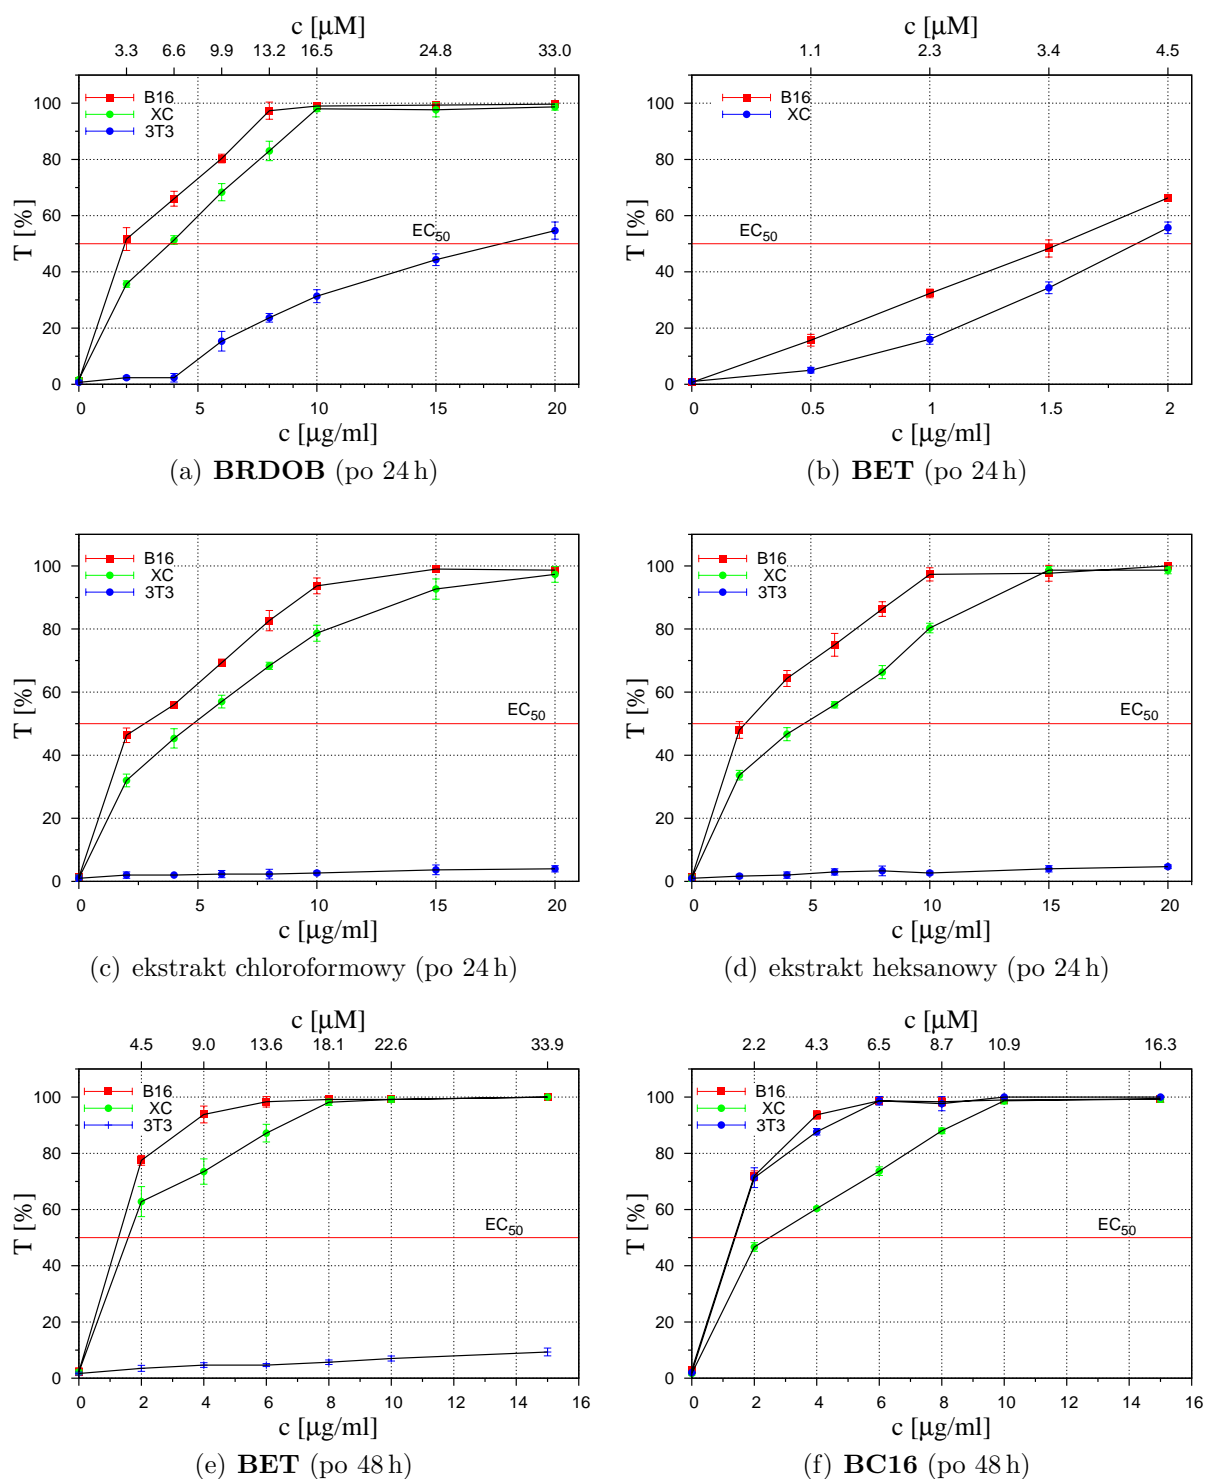 c [μM]
3.3 6.6 9.9 13.2 16.5 24.8 33.0
T [%]
100
80
60
40
20
0
B16
XC
3T3
EC50
0 5 10 15 20
c [μg/ml]
(a) BRDOB (po 24 h)
c [μM]
1.1 2.3 3.4 4.5
T [%]
100
80
60
40
20
0
B16
XC
EC50
0 0.5 1 1.5 2
c [μg/ml]
(b) BET (po 24 h)
T [%]
100
80
60
40
20
0
B16
XC
3T3
EC50
0 5 10 15 20
c [μg/ml]
(c) ekstrakt chloroformowy (po 24 h)
T [%]
100
80
60
40
20
0
B16
XC
3T3
EC50
0 5 10 15 20
c [μg/ml]
(d) ekstrakt heksanowy (po 24 h)
c [μM]
4.5 9.0 13.6 18.1 22.6 33.9
T [%]
100
80
60
40
20
0
B16
XC
3T3
EC50
0 2 4 6 8 10 12 14 16
c [μg/ml]
(e) BET (po 48 h)
c [μM]
2.2 4.3 6.5 8.7 10.9 16.3
T [%]
100
80
60
40
20
0
B16
XC
3T3
EC50
0 2 4 6 8 10 12 14 16
c [μg/ml]
(f) BC16 (po 48 h)